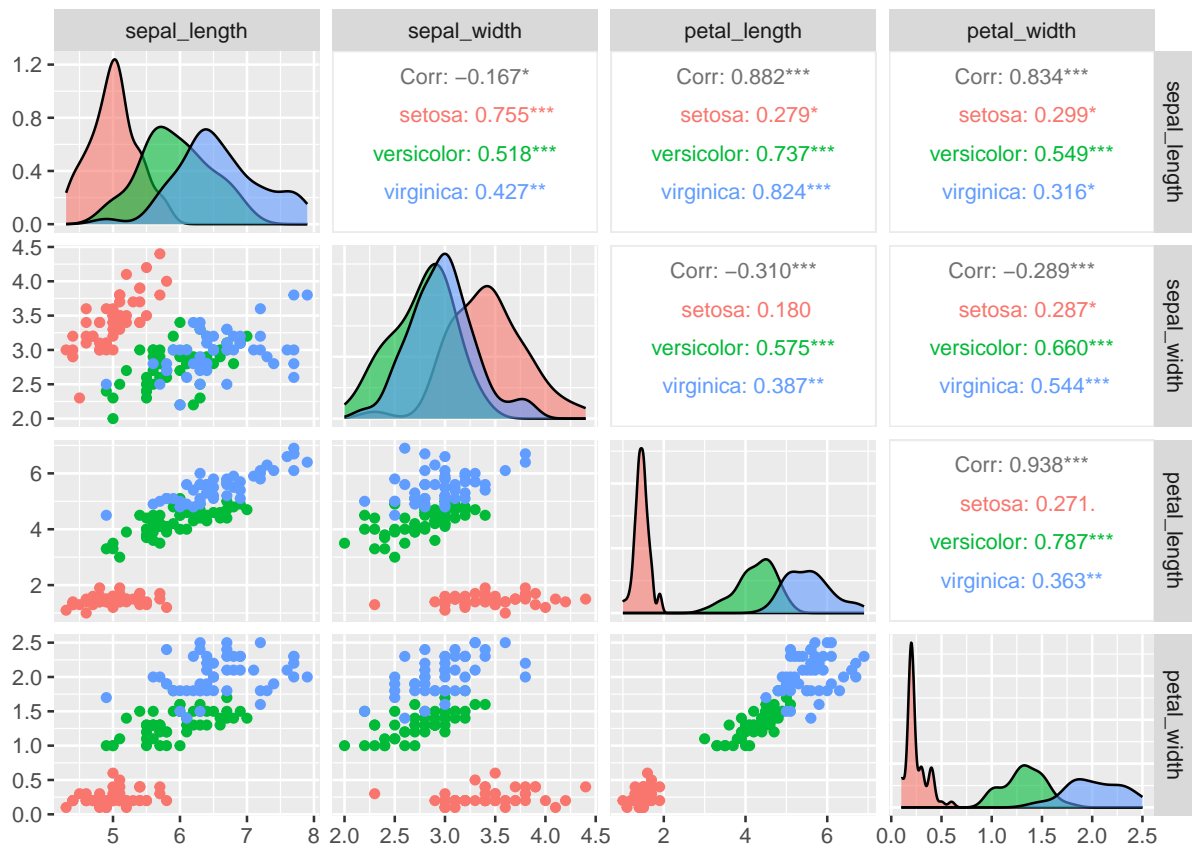 sepal_length
sepal_width
petal_length
petal_width
1.2
0.8
0.4
0.0
Corr: −0.167*
setosa: 0.755***
versicolor: 0.518***
virginica: 0.427**
Corr: 0.882***
setosa: 0.279*
versicolor: 0.737***
virginica: 0.824***
Corr: 0.834***
setosa: 0.299*
versicolor: 0.549***
virginica: 0.316*
sepal_length
4.5
4.0
3.5
3.0
2.5
2.0
Corr: −0.310***
setosa: 0.180
versicolor: 0.575***
virginica: 0.387**
Corr: −0.289***
setosa: 0.287*
versicolor: 0.660***
virginica: 0.544***
sepal_width
6
4
2
Corr: 0.938***
setosa: 0.271.
versicolor: 0.787***
virginica: 0.363**
petal_length
2.5
2.0
1.5
1.0
0.5
0.0
petal_width
5 6 7 8
2.0 2.5 3.0 3.5 4.0 4.5
2 4 6
0.0 0.5 1.0 1.5 2.0 2.5